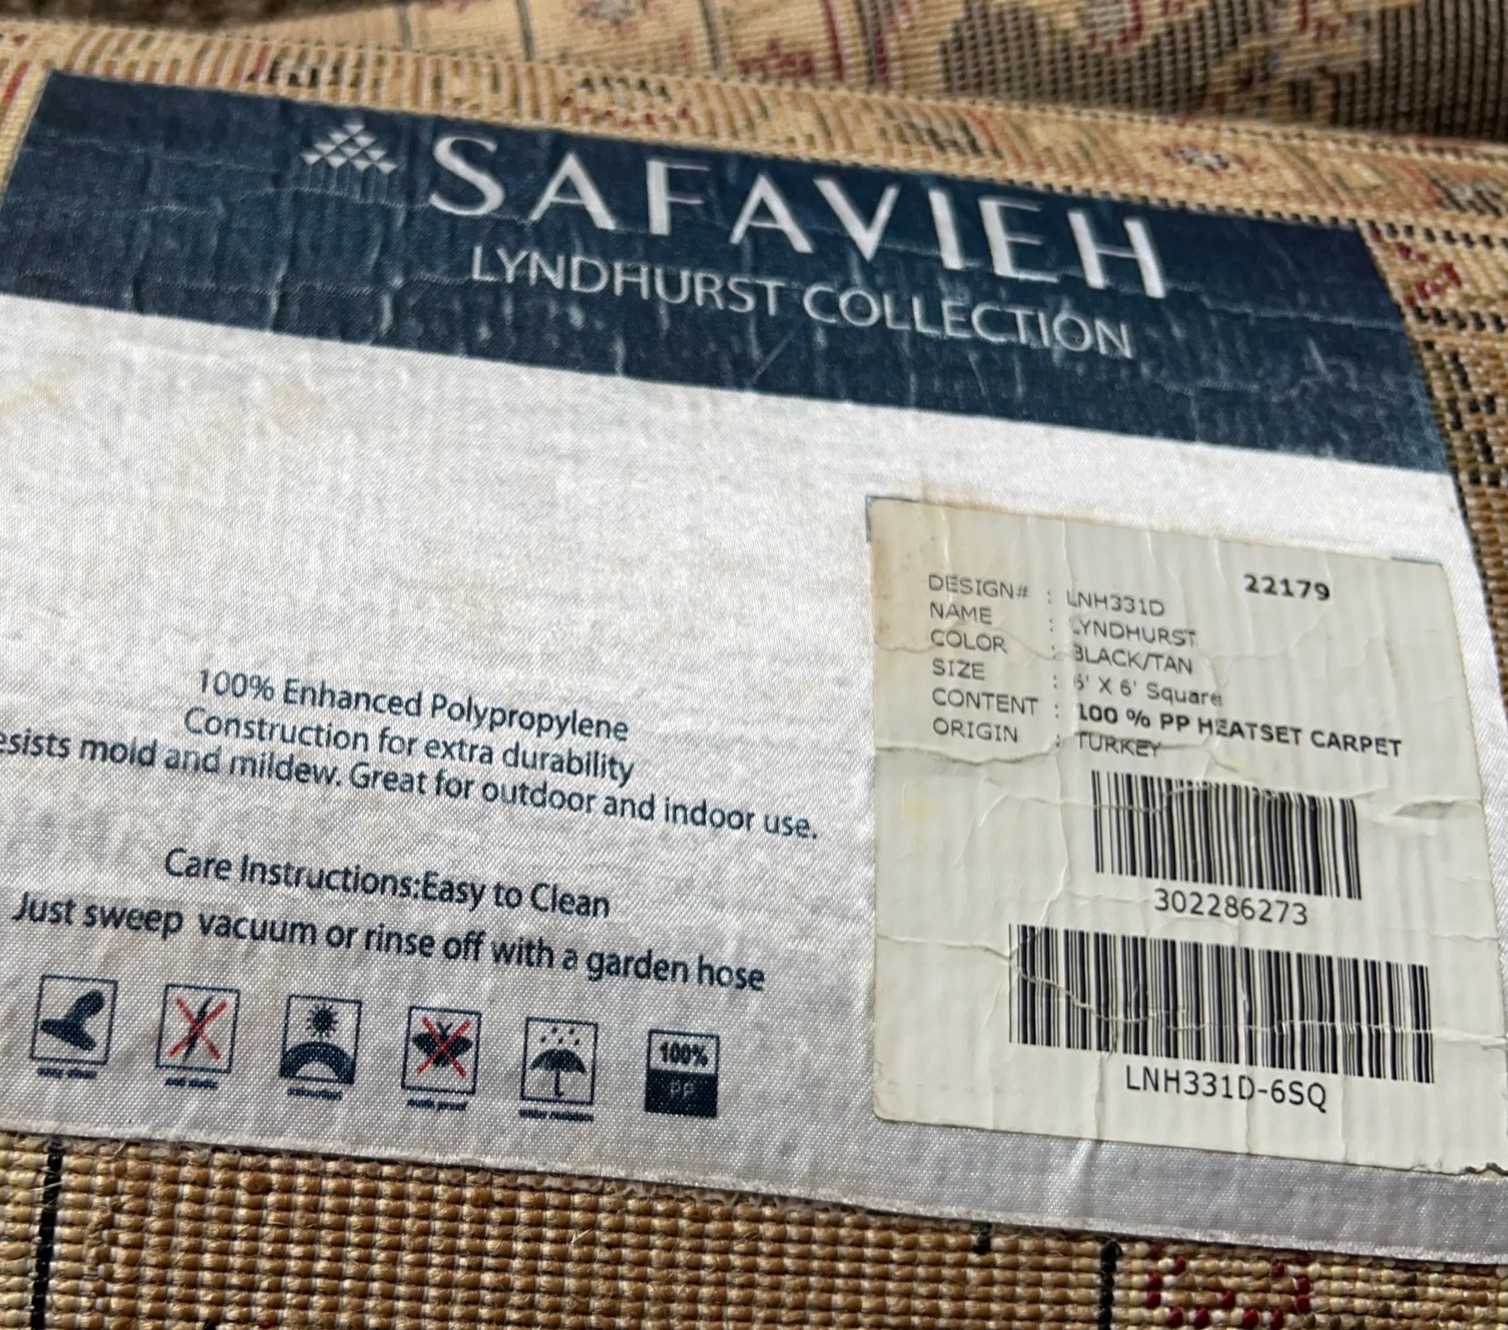 SAFAVIEH
LYNDHURST COLLECTION
100% Enhanced Polypropylene
Construction for extra durability
esists mold and mildew. Great for outdoor and indoor use.
Care Instructions:Easy to Clean
Just sweep vacuum or rinse off with a garden hose
100%
PP
22179
DESIGN# : LNH331D
NAME : LYNDHURST
COLOR : BLACK/TAN
SIZE : 6' X 6' Square
CONTENT : 100 % PP HEATSET CARPET
ORIGIN : TURKEY
302286273
LNH331D-6SQ